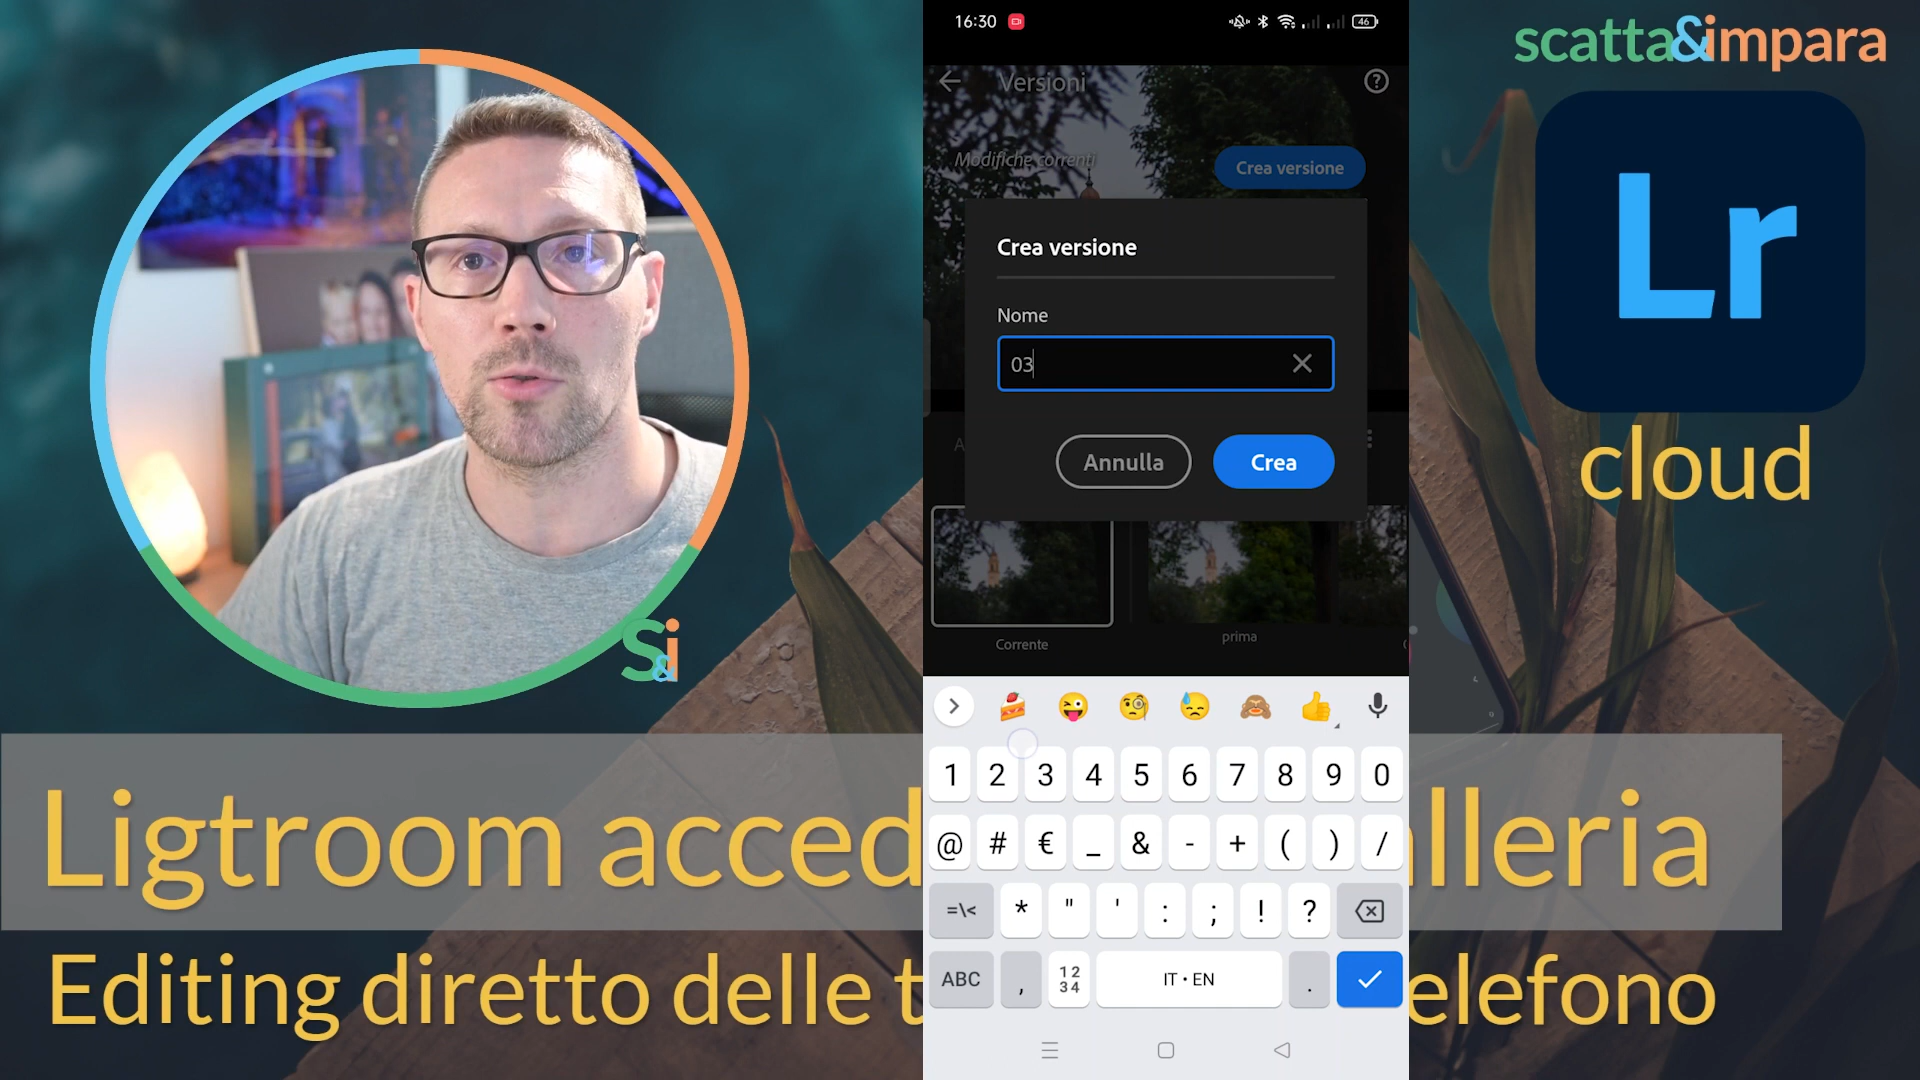 16:30
46
scatta&impara
Versioni
Modifiche correnti
Crea versione
Crea versione
Nome
03
Annulla
Crea
Lr
cloud
A
Corrente
prima
S&i
1 2 3 4 5 6 7 8 9 0
@ # € _ & - + ( ) /
=\< * " ' : ; ! ?
ABC , 12 34 IT • EN .
Ligtroom acced
lleria
Editing diretto delle t
elefono